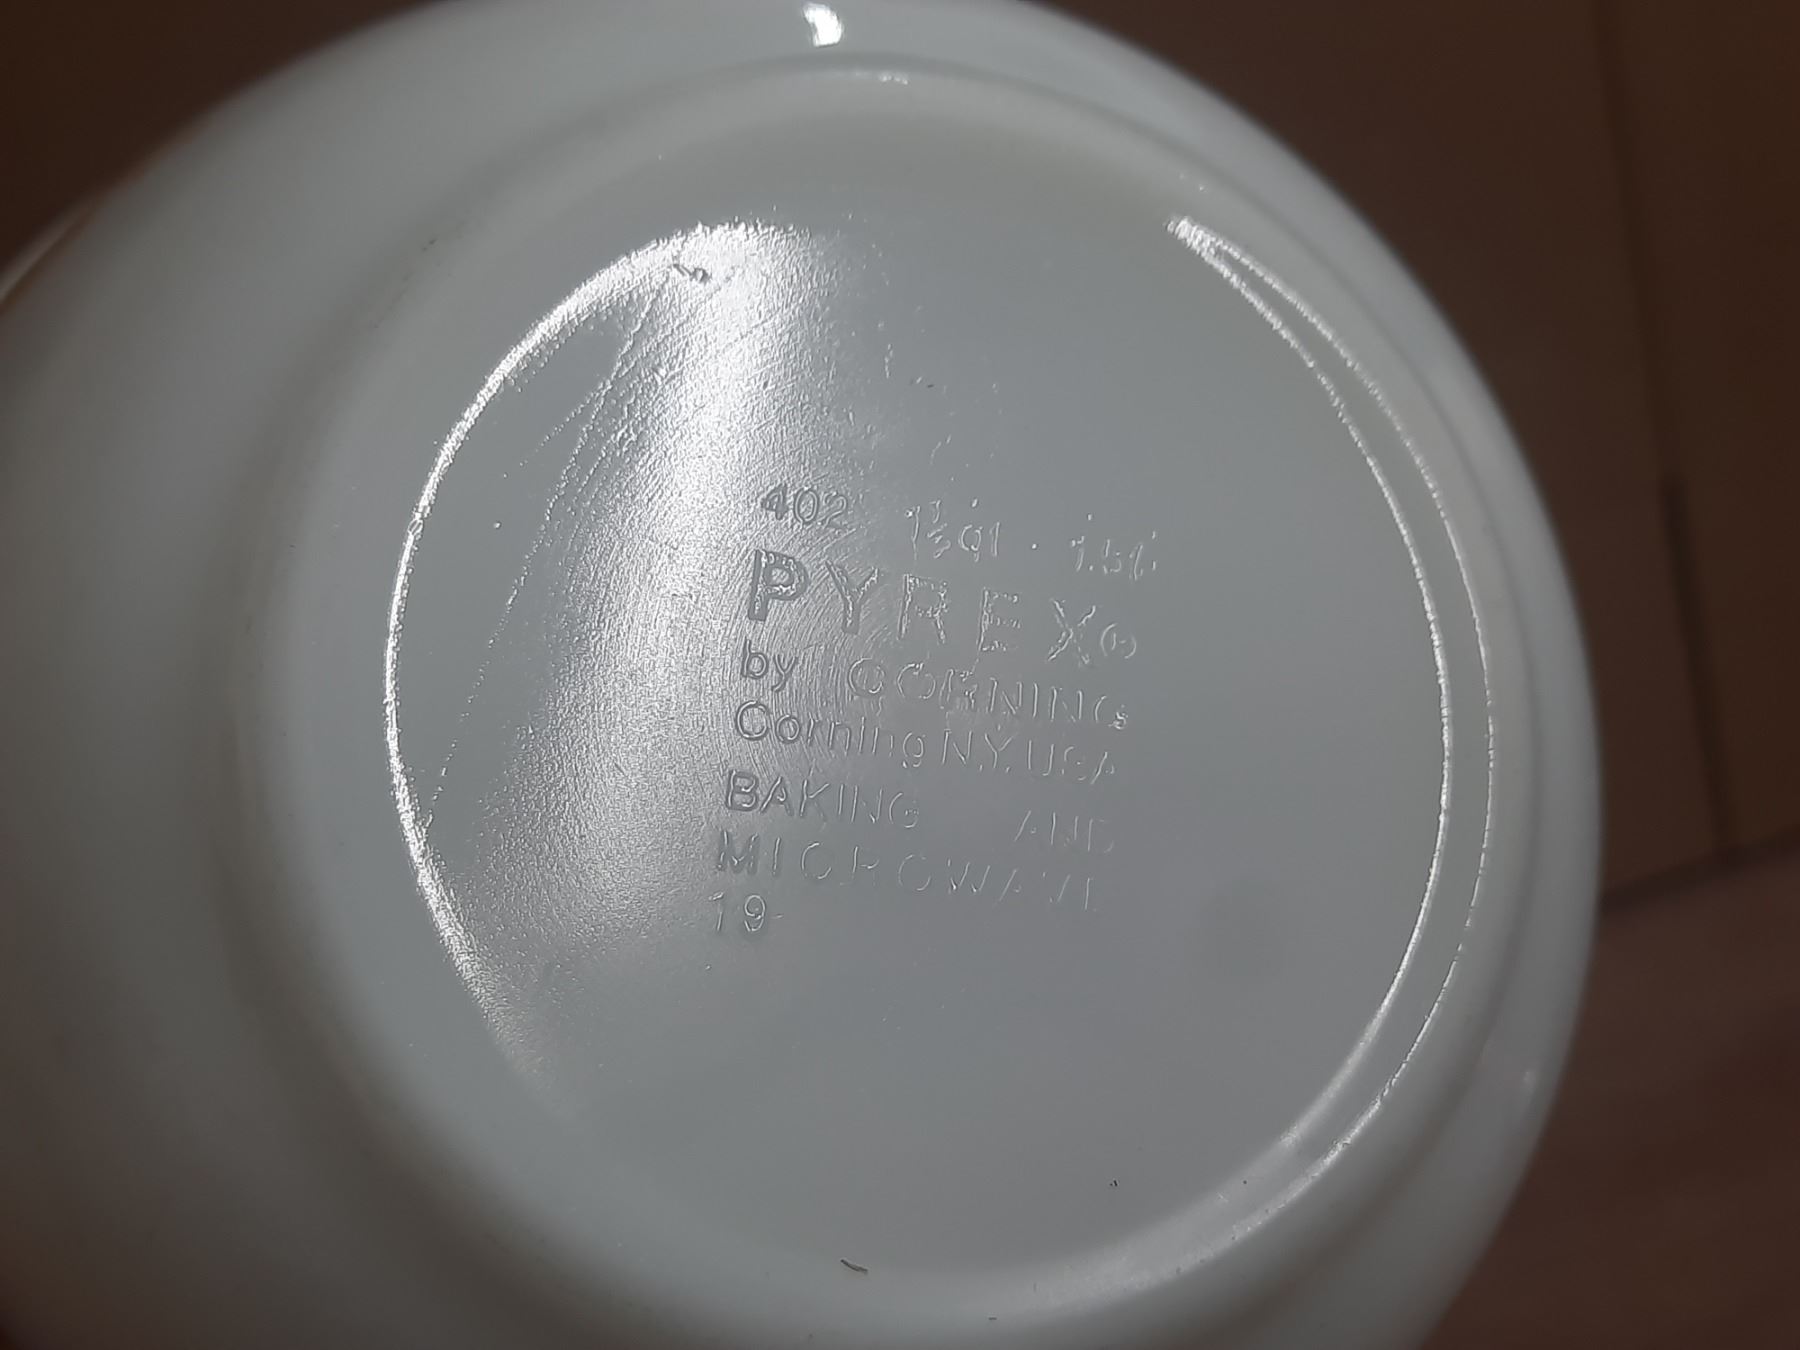 402 1½ Qt · 1.5 L
PYREX®
by CORNING
Corning N.Y. USA
BAKING AND
MICROWAVE
19